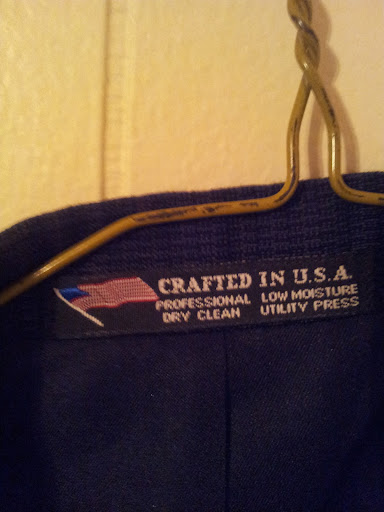 CRAFTED IN U.S.A.
PROFESSIONAL LOW MOISTURE
DRY CLEAN UTILITY PRESS